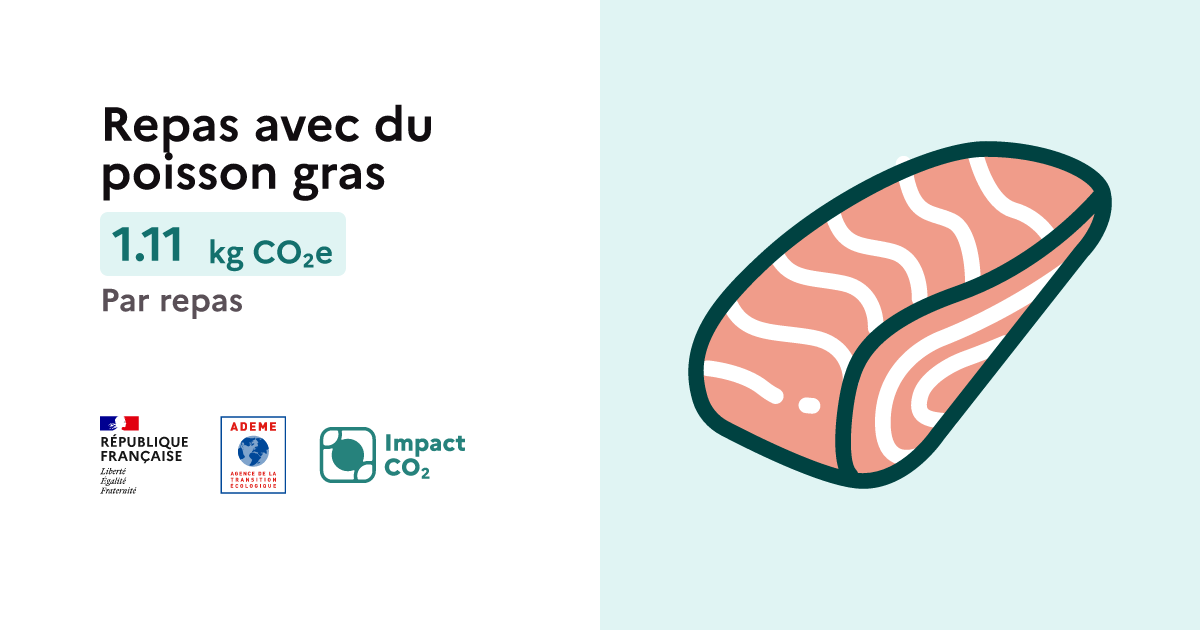 Repas avec du
poisson gras
1.11 kg CO₂e
Par repas
RÉPUBLIQUE
FRANÇAISE
Liberté
Égalité
Fraternité
ADEME
AGENCE DE LA
TRANSITION
ÉCOLOGIQUE
Impact
CO₂